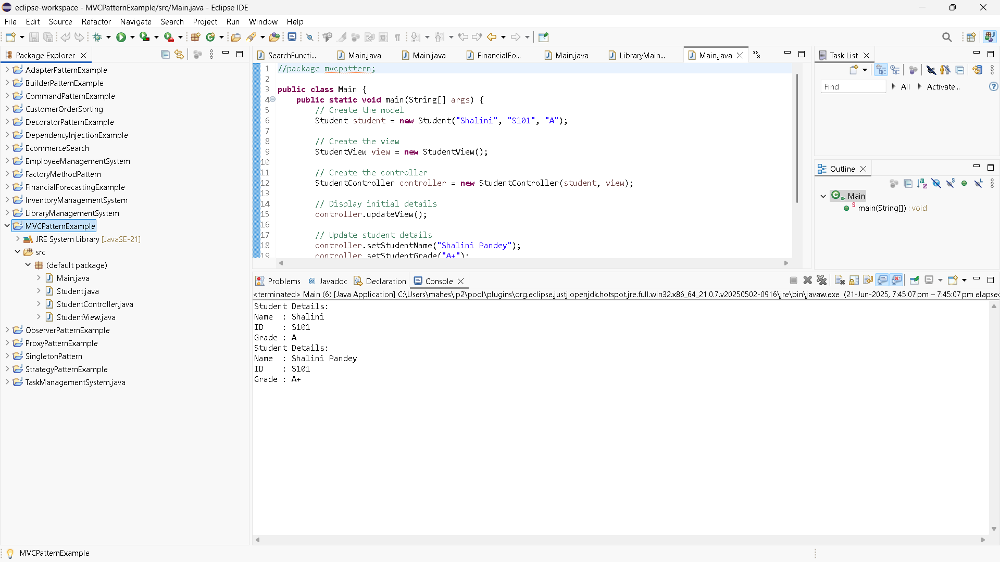 eclipse-workspace - MVCPatternExample/src/Main.java - Eclipse IDE
File Edit Source Refactor Navigate Search Project Run Window Help
Package Explorer
AdapterPatternExample
BuilderPatternExample
CommandPatternExample
CustomerOrderSorting
DecoratorPatternExample
DependencyInjectionExample
EcommerceSearch
EmployeeManagementSystem
FactoryMethodPattern
FinancialForecastingExample
InventoryManagementSystem
LibraryManagementSystem
MVCPatternExample
JRE System Library [JavaSE-21]
src
(default package)
Main.java
Student.java
StudentController.java
StudentView.java
ObserverPatternExample
ProxyPatternExample
SingletonPattern
StrategyPatternExample
TaskManagementSystem.java
SearchFuncti... Main.java Main.java FinancialFo... Main.java LibraryMain... Main.java »8
1 //package mvcpattern;
2
3 public class Main {
4 public static void main(String[] args) {
5 // Create the model
6 Student student = new Student("Shalini", "S101", "A");
7
8 // Create the view
9 StudentView view = new StudentView();
10
11 // Create the controller
12 StudentController controller = new StudentController(student, view);
13
14 // Display initial details
15 controller.updateView();
16
17 // Update student details
18 controller.setStudentName("Shalini Pandey");
19 controller.setStudentGrade("A+");
Task List
Find All Activate...
Outline
Main
main(String[]) : void
Problems @ Javadoc Declaration Console
<terminated> Main (6) [Java Application] C:\Users\mahes\.p2\pool\plugins\org.eclipse.justj.openjdk.hotspot.jre.full.win32.x86_64_21.0.7.v20250502-0916\jre\bin\javaw.exe (21-Jun-2025, 7:45:07 pm – 7:45:07 pm elapse
Student Details:
Name : Shalini
ID : S101
Grade : A
Student Details:
Name : Shalini Pandey
ID : S101
Grade : A+
MVCPatternExample